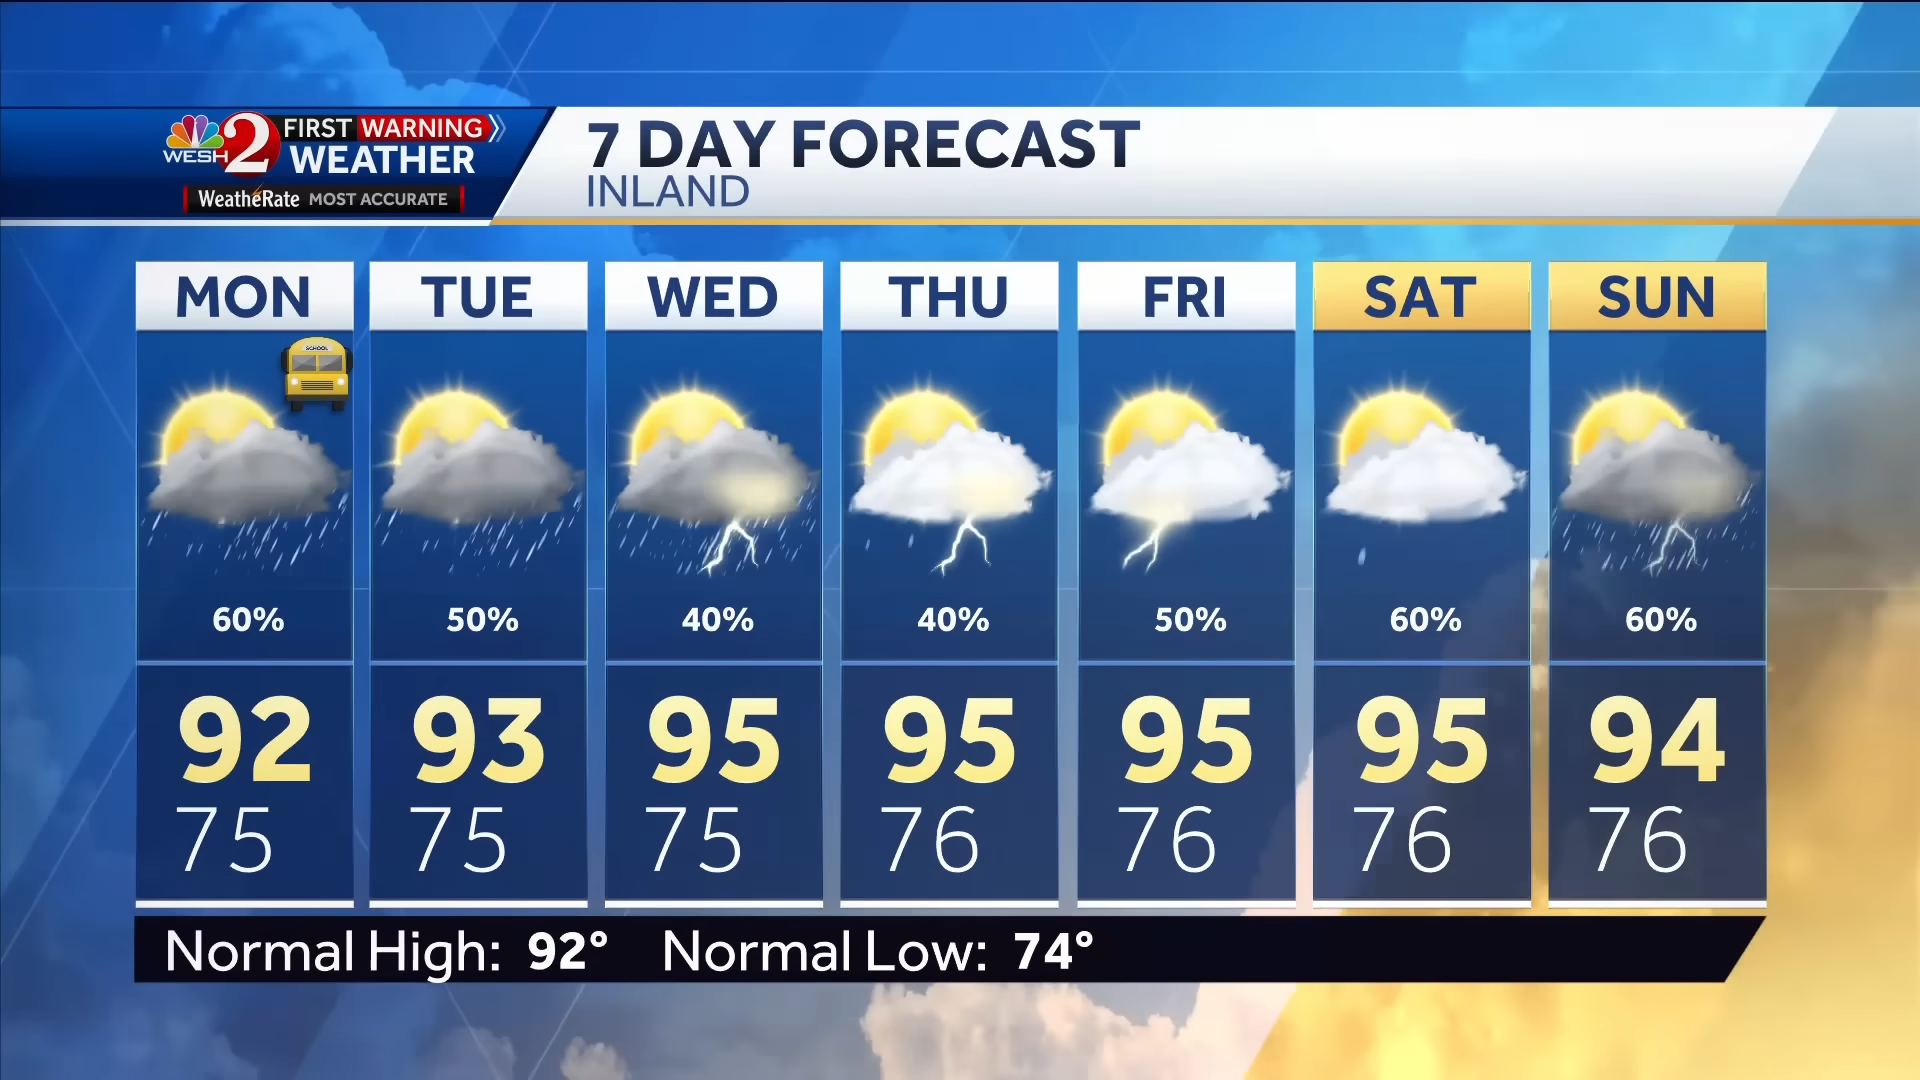 WESH 2 FIRST WARNING
WEATHER
WeatheRate MOST ACCURATE
7 DAY FORECAST
INLAND
MON TUE WED THU FRI SAT SUN
SCHOOL
60% 50% 40% 40% 50% 60% 60%
92 93 95 95 95 95 94
75 75 75 76 76 76 76
Normal High: 92° Normal Low: 74°